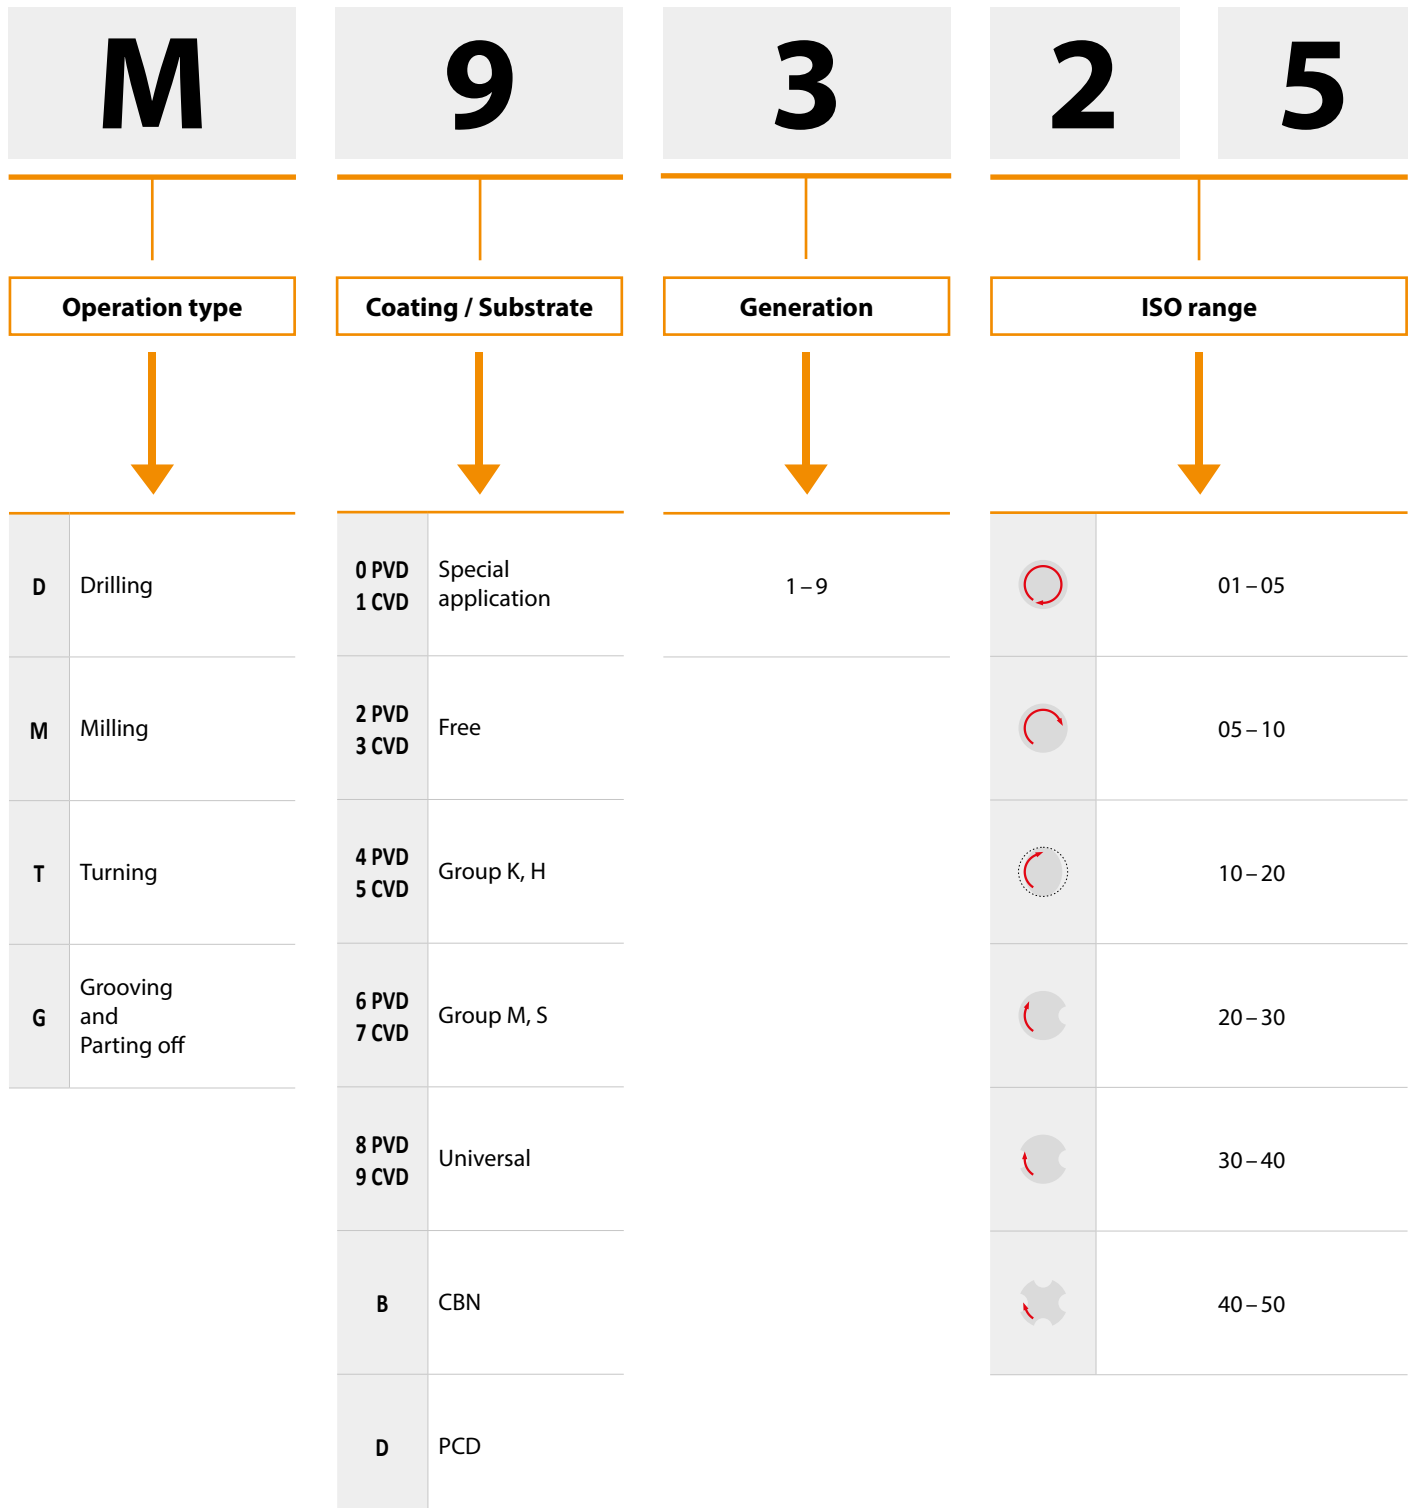 M 9 3 2 5
Operation type
Coating / Substrate
Generation
ISO range
D Drilling
M Milling
T Turning
G Grooving
and
Parting off
0 PVD
1 CVD
Special
application
2 PVD
3 CVD
Free
4 PVD
5 CVD
Group K, H
6 PVD
7 CVD
Group M, S
8 PVD
9 CVD
Universal
B CBN
D PCD
1 – 9
01 – 05
05 – 10
10 – 20
20 – 30
30 – 40
40 – 50